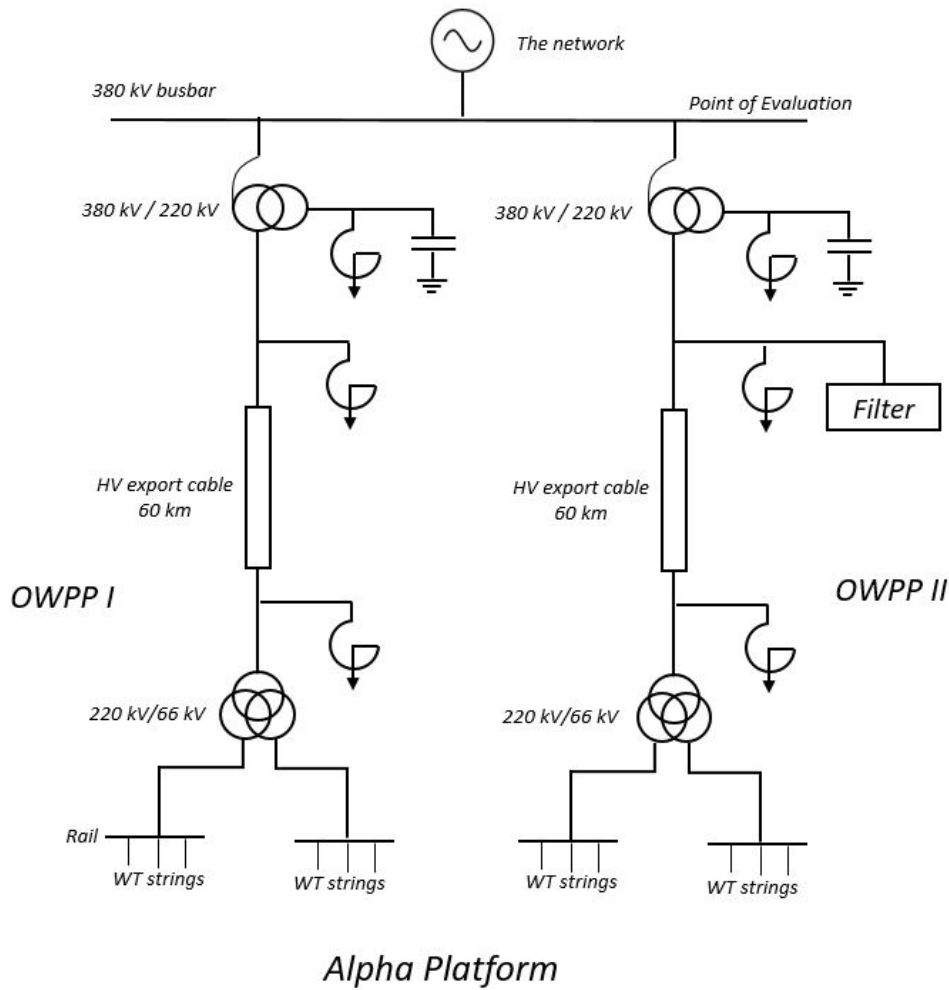 The network
380 kV busbar
Point of Evaluation
380 kV / 220 kV
380 kV / 220 kV
Filter
HV export cable
60 km
HV export cable
60 km
OWPP I
OWPP II
220 kV/66 kV
220 kV/66 kV
Rail
WT strings
WT strings
WT strings
WT strings
Alpha Platform